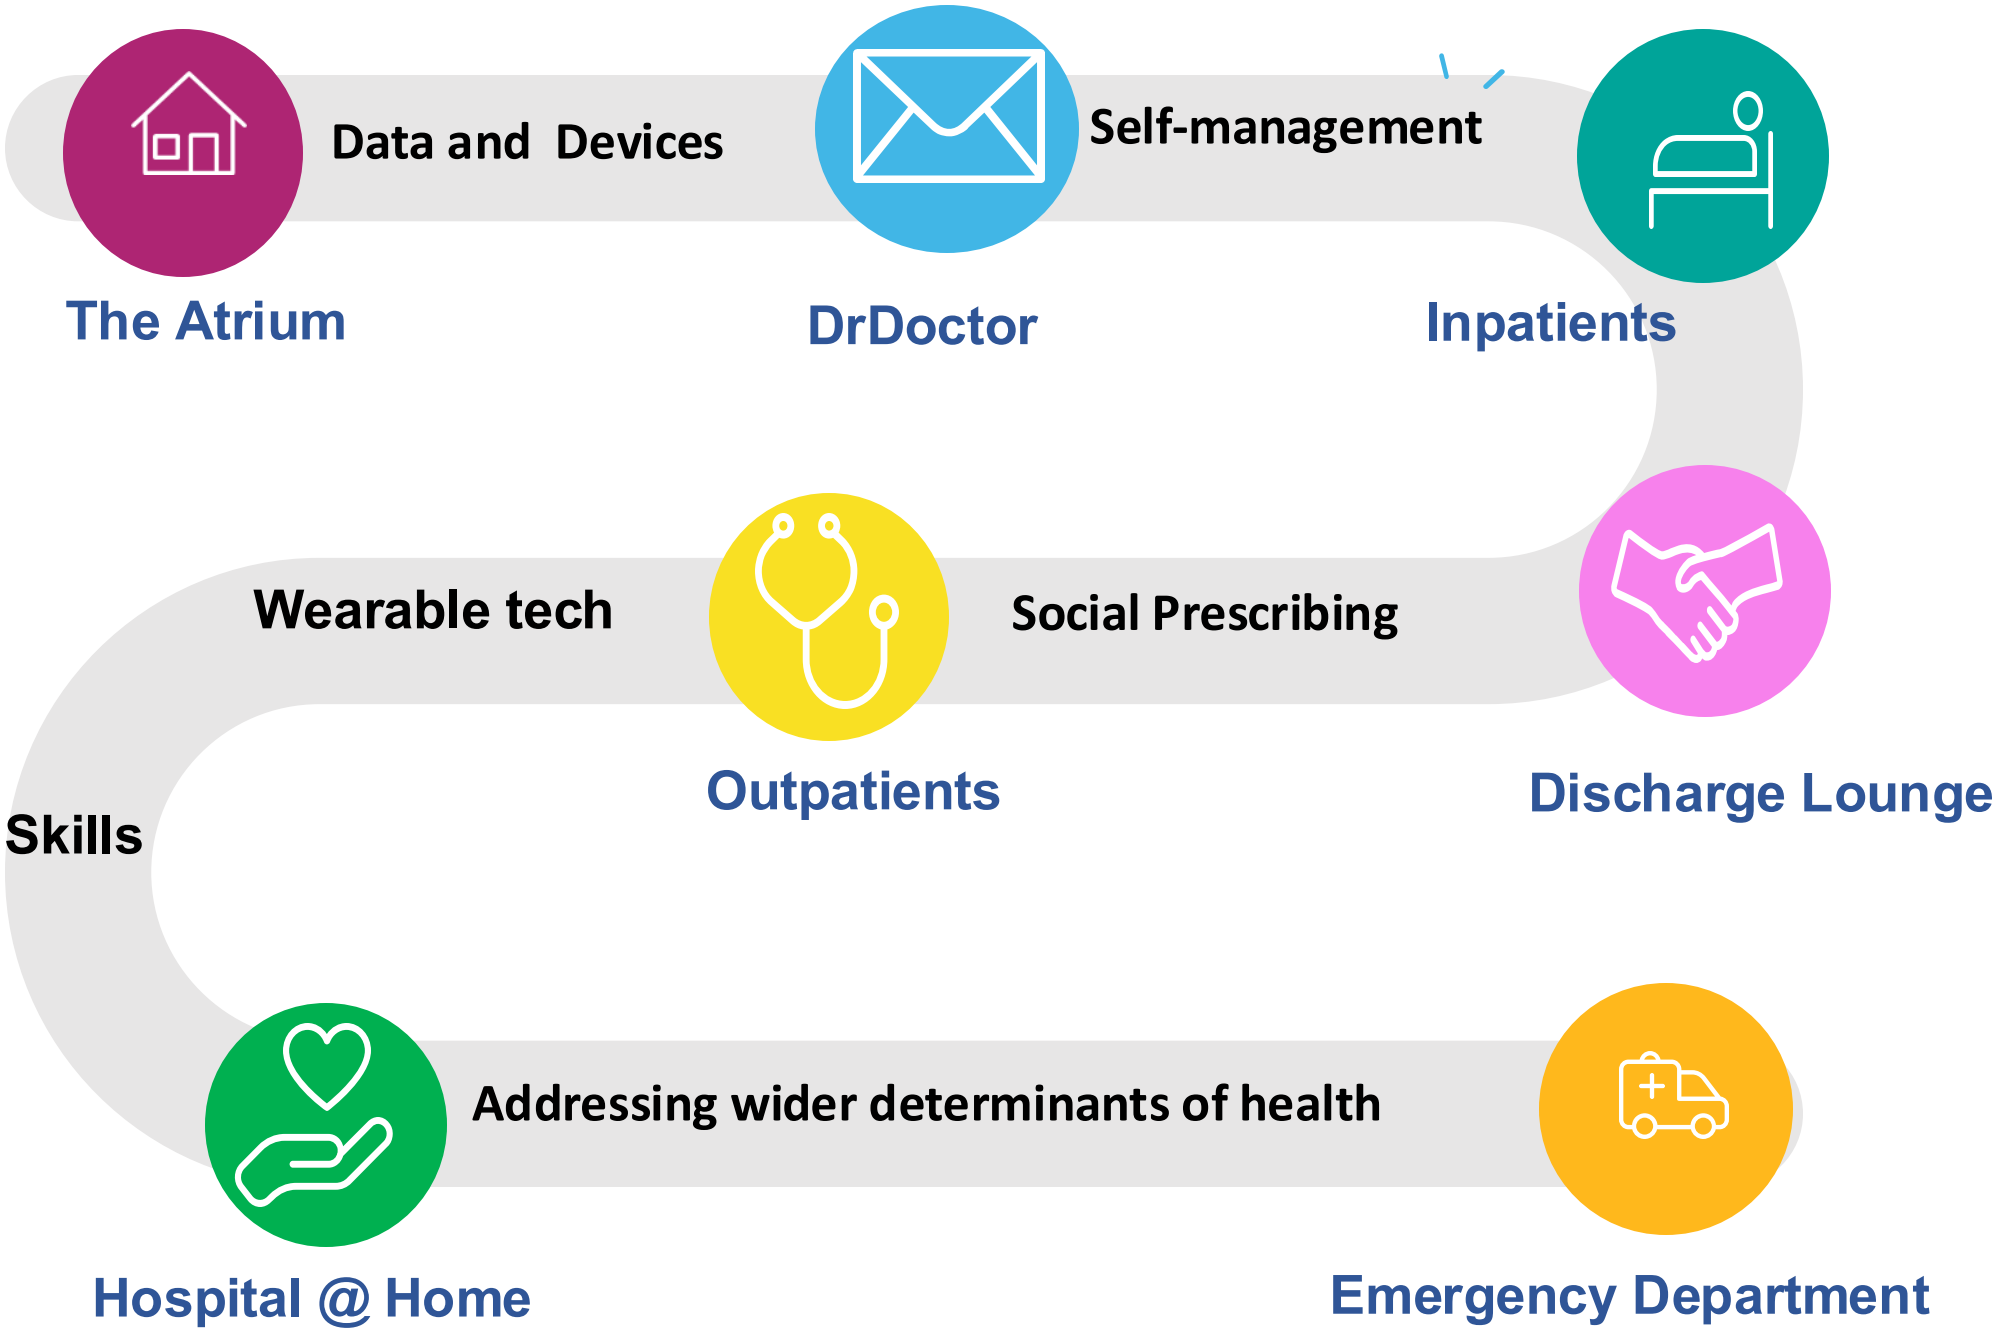 Data and  Devices
Self-management
The Atrium
DrDoctor
Inpatients
Wearable tech
Social Prescribing
Outpatients
Discharge Lounge
Skills
Addressing wider determinants of health
Hospital @ Home
Emergency Department